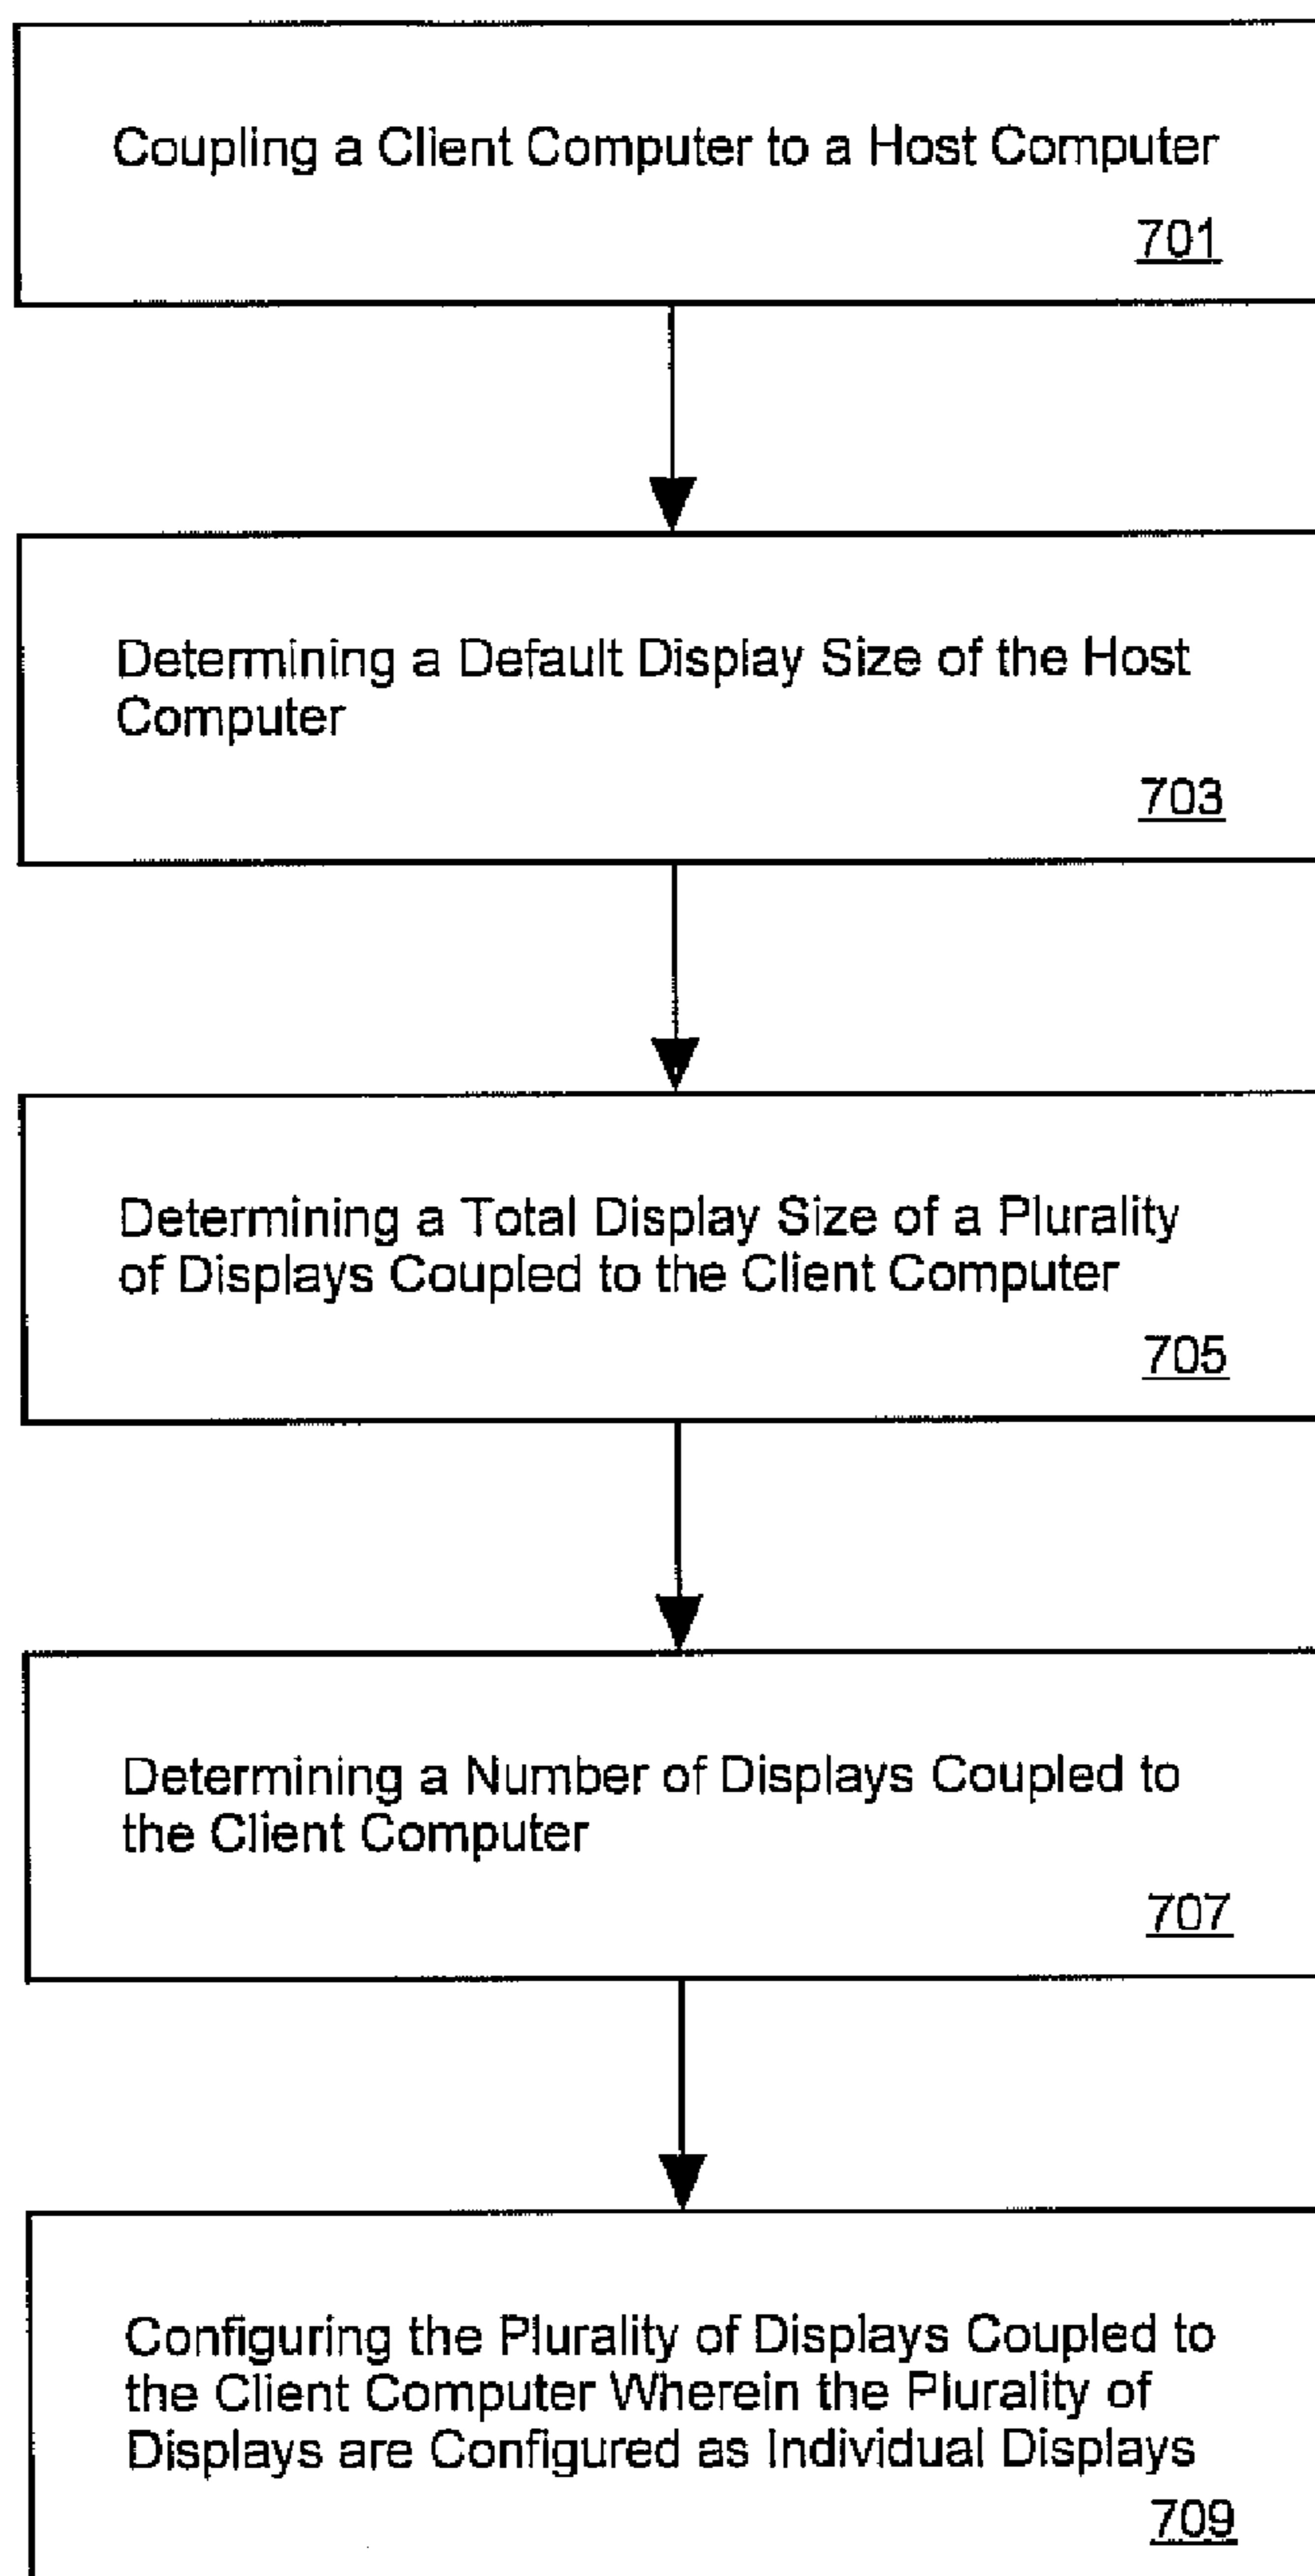 Coupling a Client Computer to a Host Computer
701
Determining a Default Display Size of the Host
Computer
703
Determining a Total Display Size of a Plurality
of Displays Coupled to the Client Computer
705
Determining a Number of Displays Coupled to
the Client Computer
707
Configuring the Plurality of Displays Coupled to
the Client Computer Wherein the Plurality of
Displays are Configured as Individual Displays
709